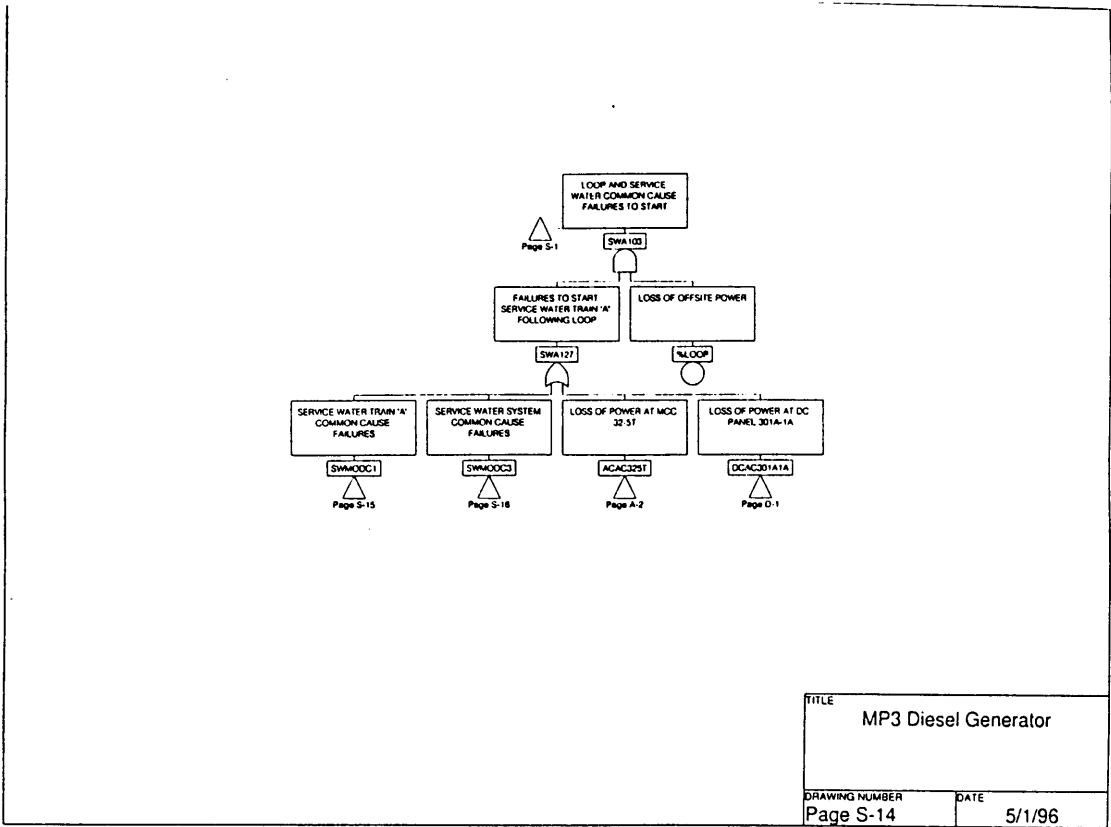 LOOP AND SERVICE
WATER COMMON CAUSE
FAILURES TO START
Page S-1
SWA103
FAILURES TO START
SERVICE WATER TRAIN 'A'
FOLLOWING LOOP
LOSS OF OFFSITE POWER
SWA127
%LOOP
SERVICE WATER TRAIN 'A'
COMMON CAUSE
FAILURES
SERVICE WATER SYSTEM
COMMON CAUSE
FAILURES
LOSS OF POWER AT MCC
32-5T
LOSS OF POWER AT DC
PANEL 301A-1A
SWMODC1
SWMODC3
ACAC325T
DCAC301A1A
Page S-15
Page S-16
Page A-2
Page D-1
TITLE
MP3 Diesel Generator
DRAWING NUMBER
Page S-14
DATE
5/1/96